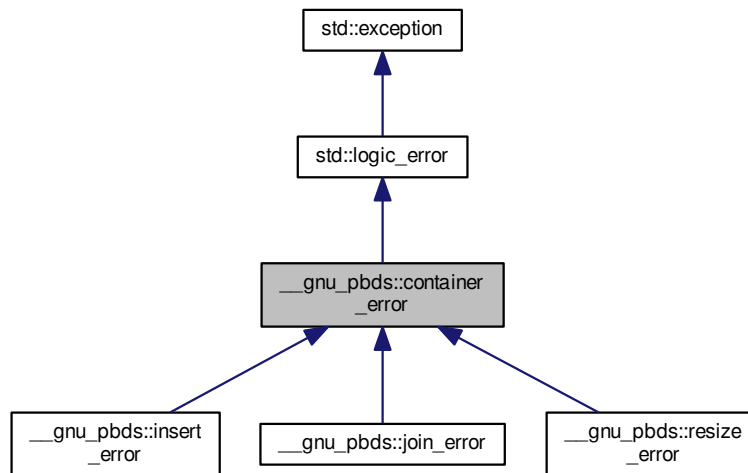 std::exception
std::logic_error
__gnu_pbds::container
_error
__gnu_pbds::insert
_error
__gnu_pbds::join_error
__gnu_pbds::resize
_error